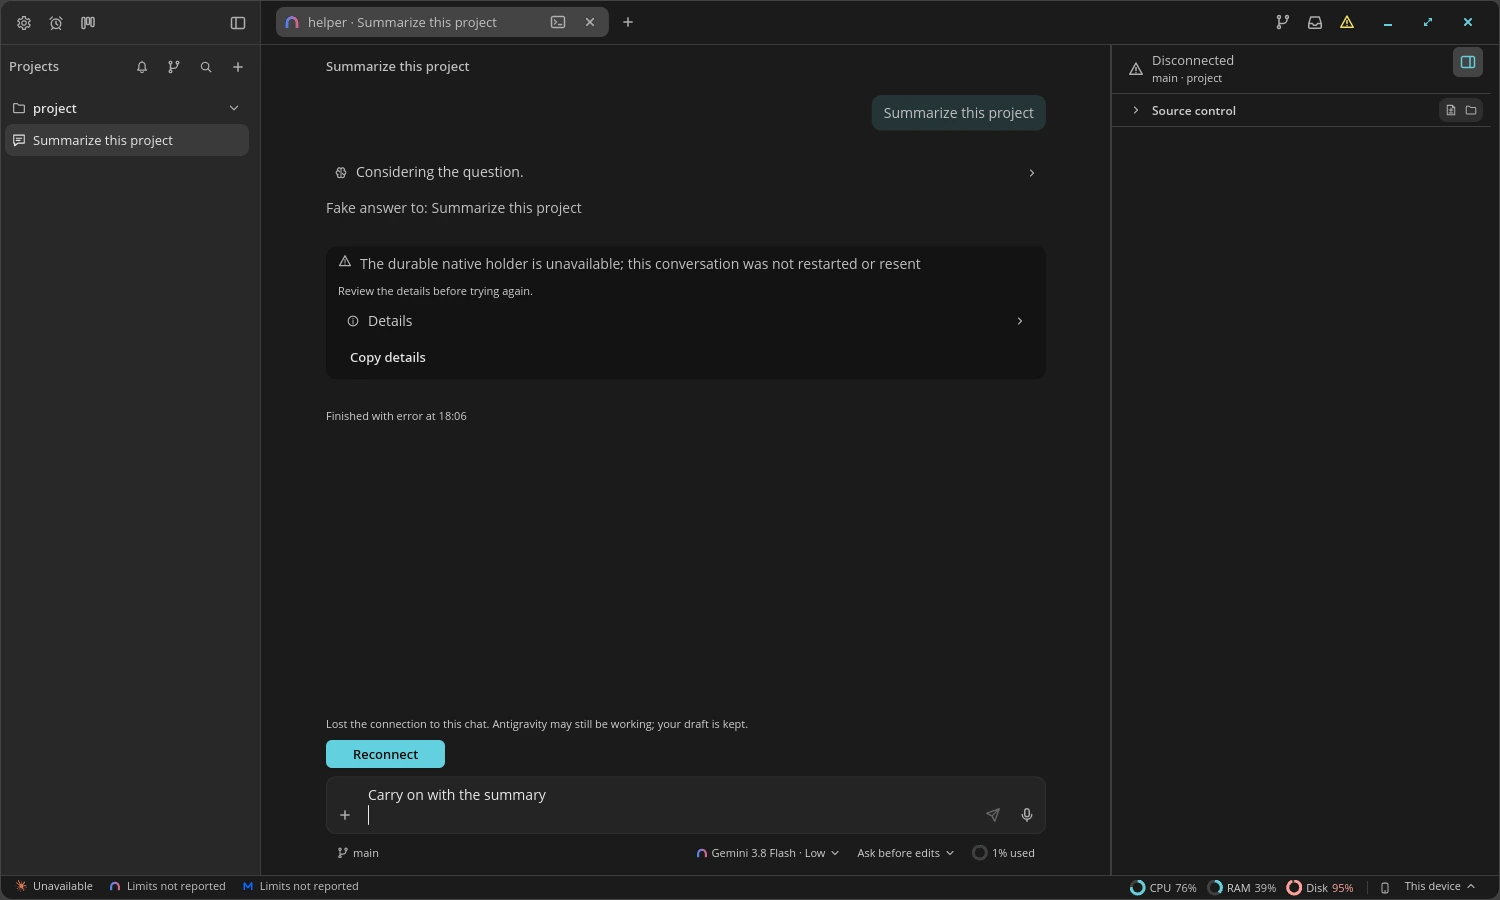 helper · Summarize this project
Projects
project
Summarize this project
Summarize this project
Summarize this project
Considering the question.
Fake answer to: Summarize this project
The durable native holder is unavailable; this conversation was not restarted or resent
Review the details before trying again.
Details
Copy details
Finished with error at 18:06
Lost the connection to this chat. Antigravity may still be working; your draft is kept.
Reconnect
Carry on with the summary
main
Gemini 3.8 Flash · Low
Ask before edits
1% used
Disconnected
main · project
Source control
Unavailable
Limits not reported
Limits not reported
CPU 76%
RAM 39%
Disk 95%
This device